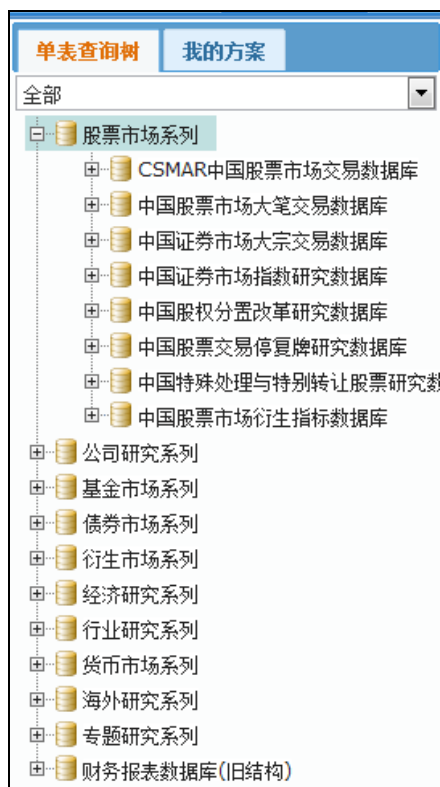 单表查询树
我的方案
全部
股票市场系列
CSMAR中国股票市场交易数据库
中国股票市场大笔交易数据库
中国证券市场大宗交易数据库
中国证券市场指数研究数据库
中国股权分置改革研究数据库
中国股票交易停复牌研究数据库
中国特殊处理与特别转让股票研究数
中国股票市场衍生指标数据库
公司研究系列
基金市场系列
债券市场系列
衍生市场系列
经济研究系列
行业研究系列
货币市场系列
海外研究系列
专题研究系列
财务报表数据库(旧结构)